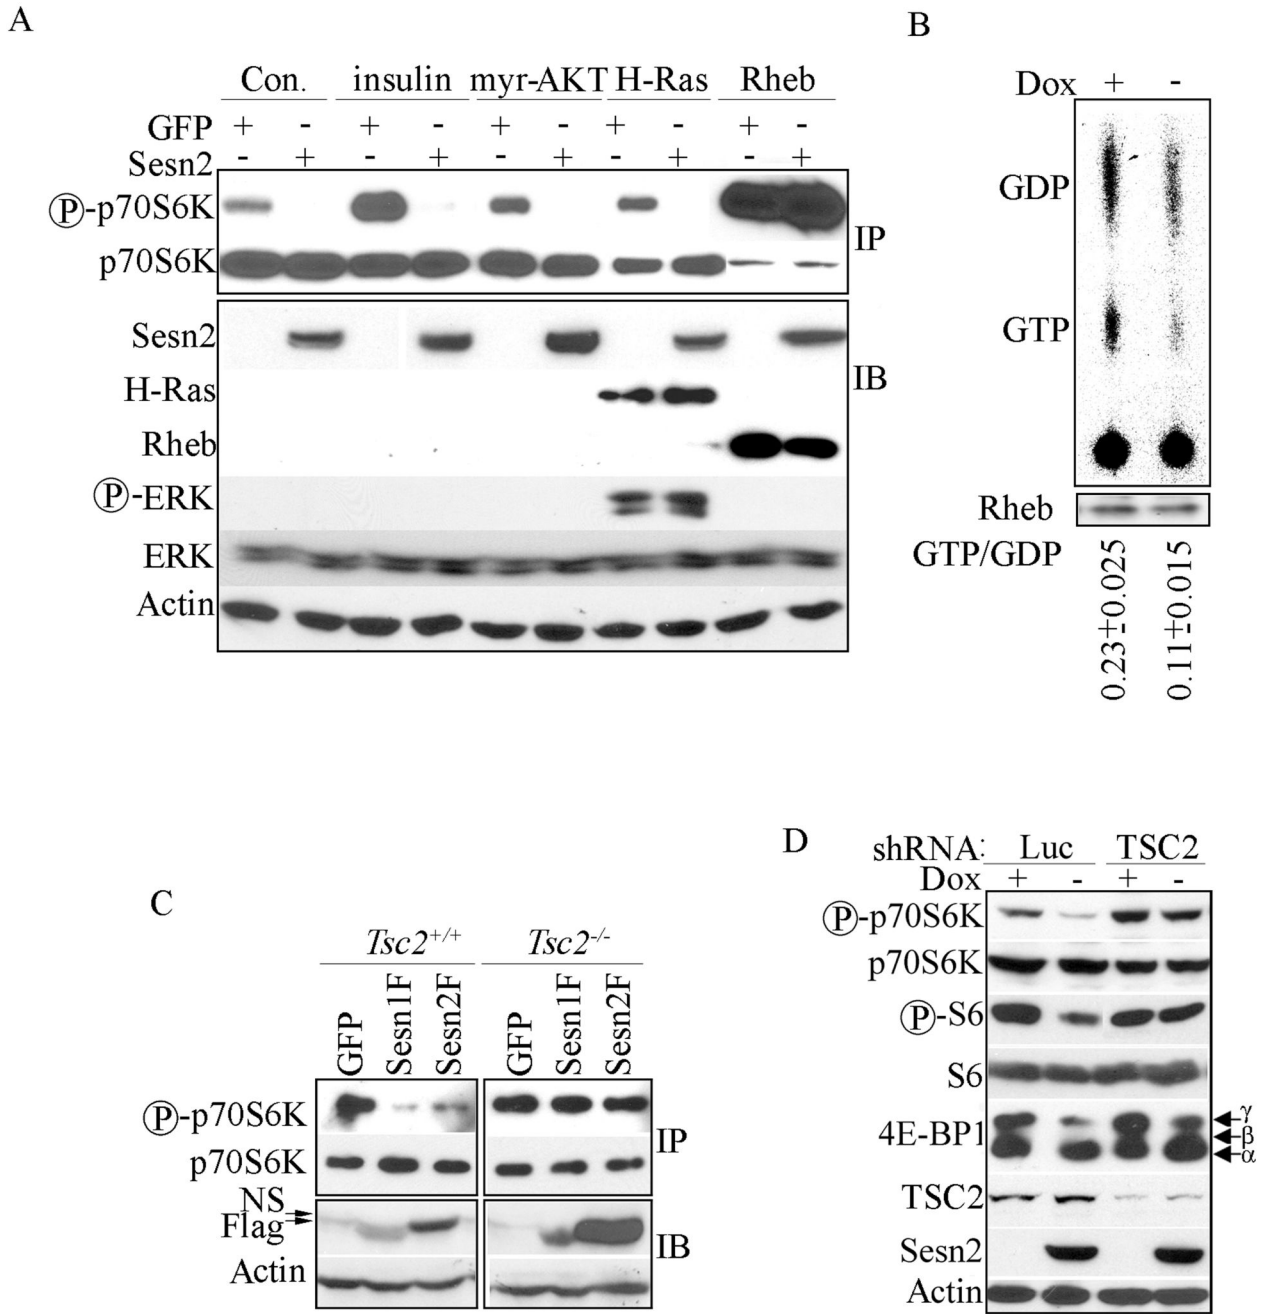 A
Con. insulin myr-AKT H-Ras Rheb
GFP + - + - + - + - + -
Sesn2 - + - + - + - + - +
Ⓟ-p70S6K
p70S6K
IP
Sesn2
H-Ras
Rheb
Ⓟ-ERK
ERK
Actin
IB
B
Dox + -
GDP
GTP
Rheb
GTP/GDP
0.23±0.025
0.11±0.015
C
Tsc2+/+ Tsc2-/-
GFP Sesn1F Sesn2F GFP Sesn1F Sesn2F
Ⓟ-p70S6K
p70S6K
IP
NS
Flag
Actin
IB
D
shRNA: Luc TSC2
Dox + - + -
Ⓟ-p70S6K
p70S6K
Ⓟ-S6
S6
4E-BP1
γ
β
α
TSC2
Sesn2
Actin